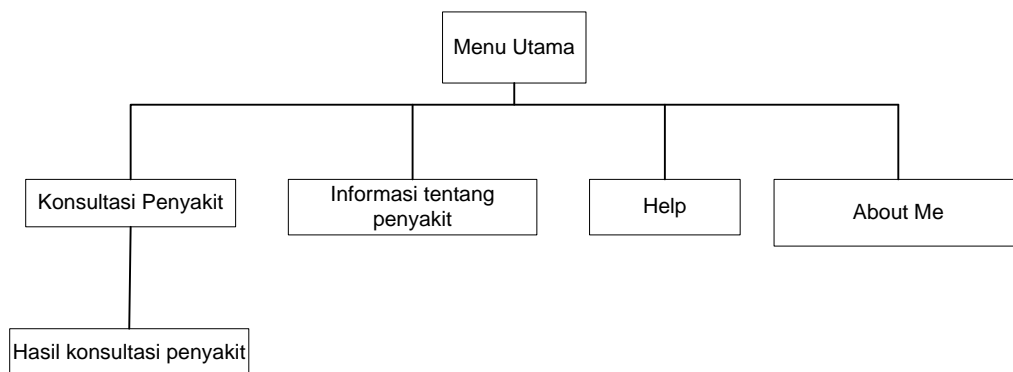 Menu Utama
Konsultasi Penyakit
Informasi tentang
penyakit
Help
About Me
Hasil konsultasi penyakit